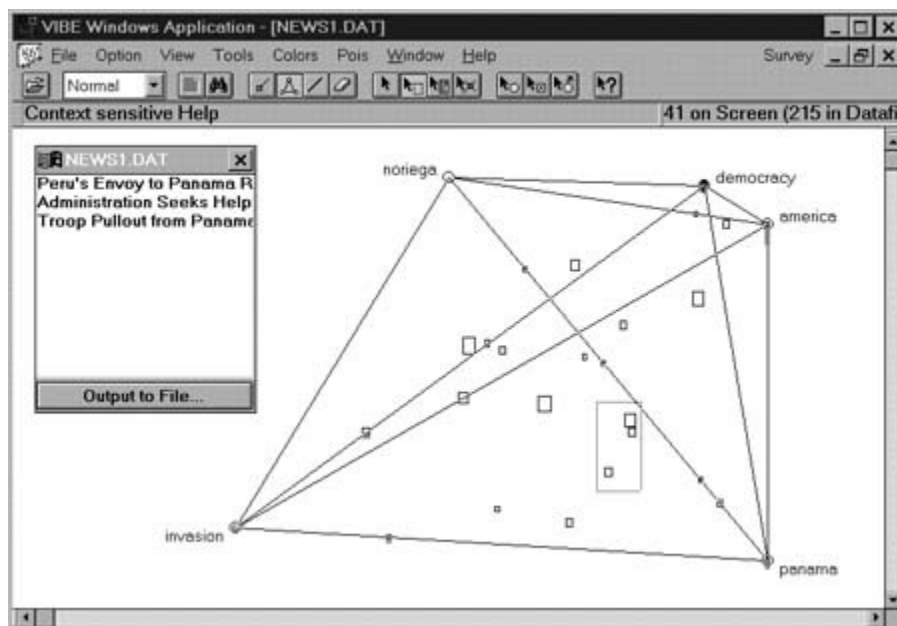 VIBE Windows Application - [NEWS1.DAT]
File Option View Tools Colors Pois Window Help Survey
Normal
Context sensitive Help 41 on Screen (215 in Datafi
NEWS1.DAT
Peru's Envoy to Panama R
Administration Seeks Help
Troop Pullout from Panama
Output to File...
noriega
democracy
america
invasion
panama